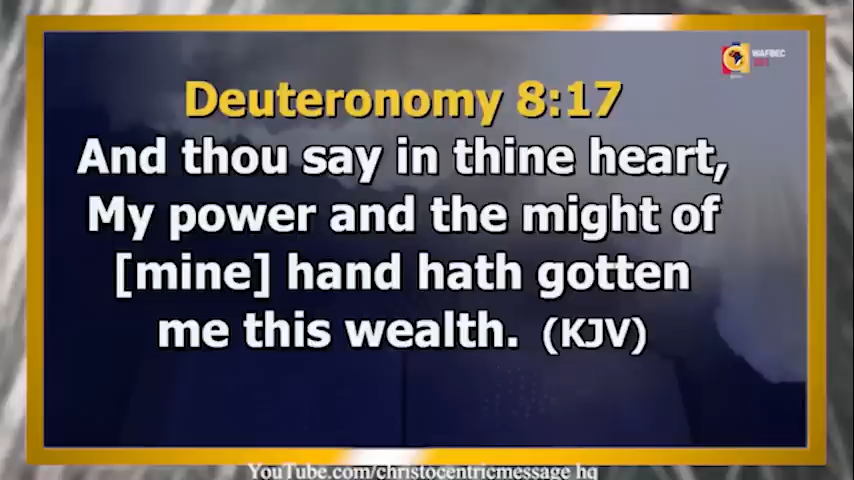 WAFBEC
Deuteronomy 8:17
And thou say in thine heart,
My power and the might of
[mine] hand hath gotten
me this wealth. (KJV)
YouTube.com/christocentricmessage hq